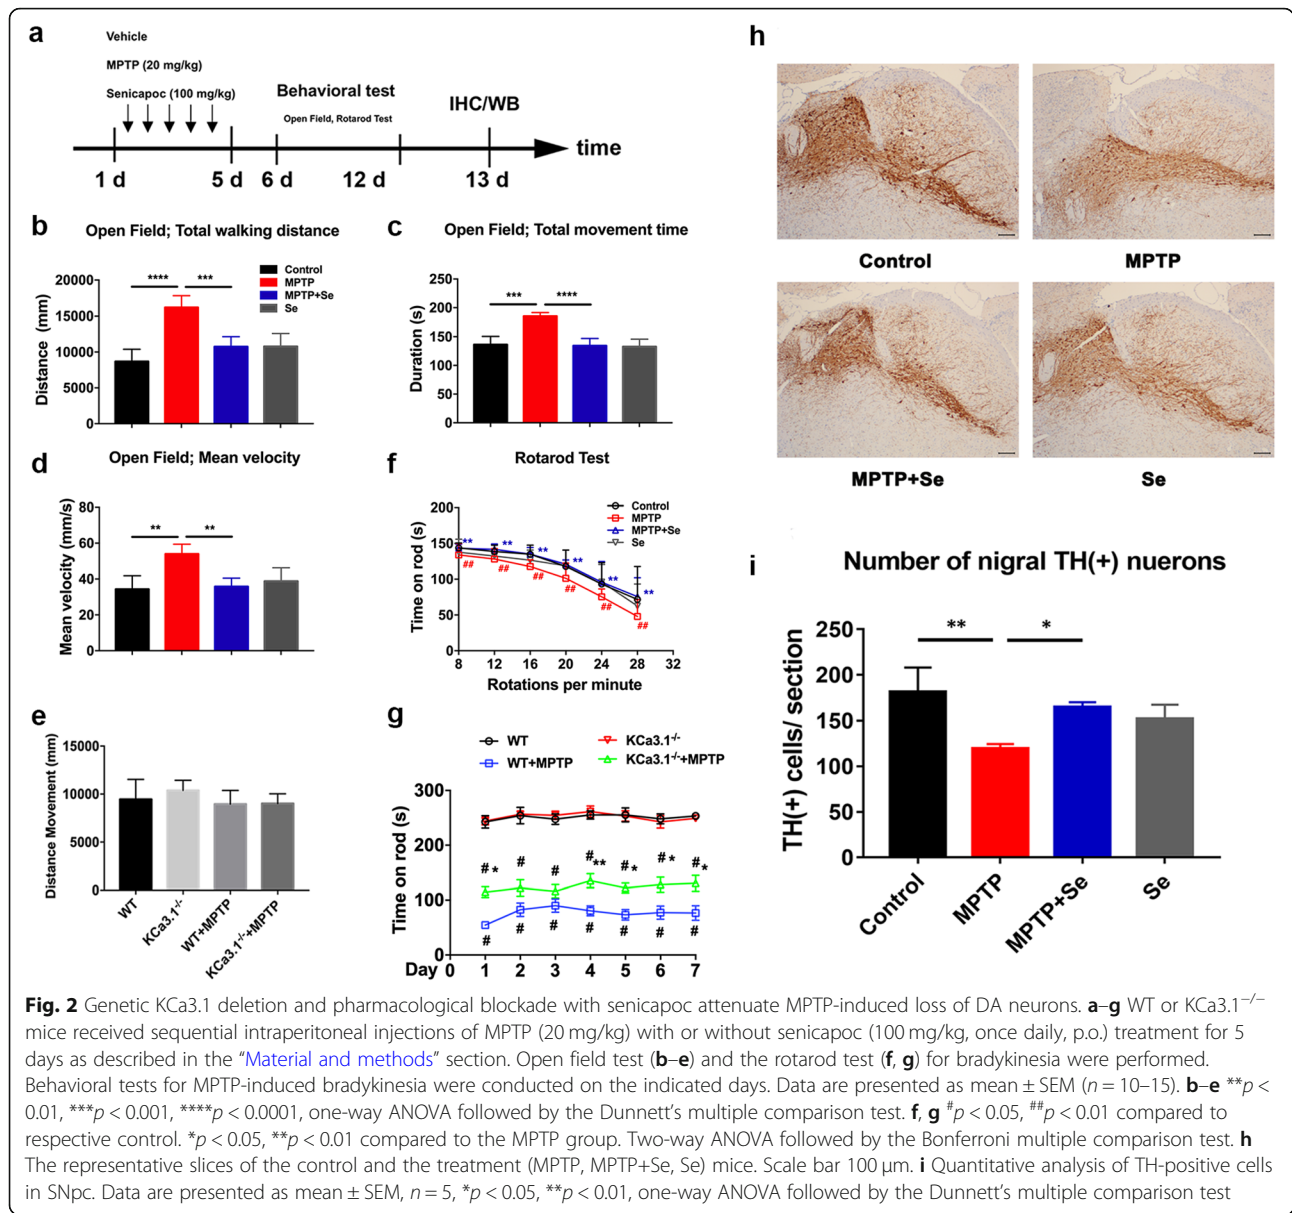 a
Vehicle
MPTP (20 mg/kg)
Senicapoc (100 mg/kg)
Behavioral test
Open Field, Rotarod Test
IHC/WB
time
1 d
5 d
6 d
12 d
13 d
b
Open Field; Total walking distance
Distance (mm)
20000
15000
10000
5000
0
**** ***
Control
MPTP
MPTP+Se
Se
c
Open Field; Total movement time
Duration (s)
250
200
150
100
50
0
*** ****
d
Open Field; Mean velocity
Mean velocity (mm/s)
60
40
20
0
** **
f
Rotarod Test
Time on rod (s)
200
150
100
50
0
Control
MPTP
MPTP+Se
Se
** ** ** ** ** **
## ## ## ## ## ##
8 12 16 20 24 28 32
Rotations per minute
e
Distance Movement (mm)
15000
10000
5000
0
WT
KCa3.1-/-
WT+MPTP
KCa3.1-/-+MPTP
g
WT
KCa3.1-/-
WT+MPTP
KCa3.1-/-+MPTP
Time on rod (s)
300
200
100
0
#* # # #** #* #* #*
# # # # # # #
Day 0 1 2 3 4 5 6 7
h
Control
MPTP
MPTP+Se
Se
i
Number of nigral TH(+) nuerons
TH(+) cells/ section
250
200
150
100
50
0
** *
Control
MPTP
MPTP+Se
Se
Fig. 2 Genetic KCa3.1 deletion and pharmacological blockade with senicapoc attenuate MPTP-induced loss of DA neurons. a–g WT or KCa3.1−/−
mice received sequential intraperitoneal injections of MPTP (20 mg/kg) with or without senicapoc (100 mg/kg, once daily, p.o.) treatment for 5
days as described in the “Material and methods” section. Open field test (b–e) and the rotarod test (f, g) for bradykinesia were performed.
Behavioral tests for MPTP-induced bradykinesia were conducted on the indicated days. Data are presented as mean ± SEM (n = 10–15). b–e **p <
0.01, ***p < 0.001, ****p < 0.0001, one-way ANOVA followed by the Dunnett’s multiple comparison test. f, g #p < 0.05, ##p < 0.01 compared to
respective control. *p < 0.05, **p < 0.01 compared to the MPTP group. Two-way ANOVA followed by the Bonferroni multiple comparison test. h
The representative slices of the control and the treatment (MPTP, MPTP+Se, Se) mice. Scale bar 100 μm. i Quantitative analysis of TH-positive cells
in SNpc. Data are presented as mean ± SEM, n = 5, *p < 0.05, **p < 0.01, one-way ANOVA followed by the Dunnett’s multiple comparison test